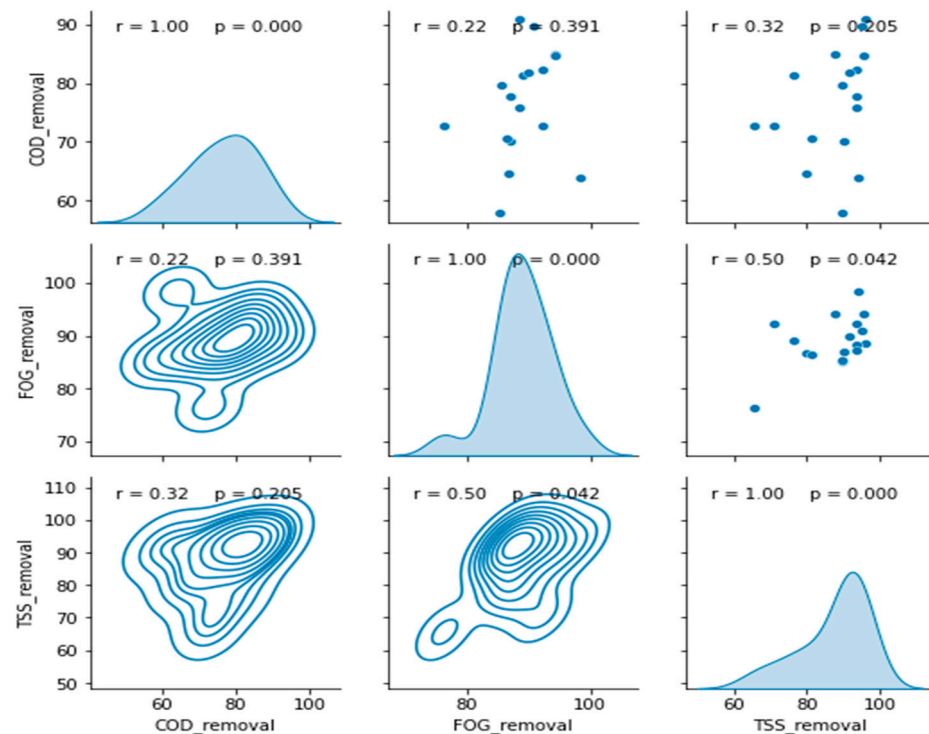 r = 1.00 p = 0.000
r = 0.22 p = 0.391
r = 0.32 p = 0.205
90
80
70
60
COD_removal
r = 0.22 p = 0.391
r = 1.00 p = 0.000
r = 0.50 p = 0.042
100
90
80
70
FOG_removal
r = 0.32 p = 0.205
r = 0.50 p = 0.042
r = 1.00 p = 0.000
110
100
90
80
70
60
50
TSS_removal
60 80 100
COD_removal
80 100
FOG_removal
60 80 100
TSS_removal